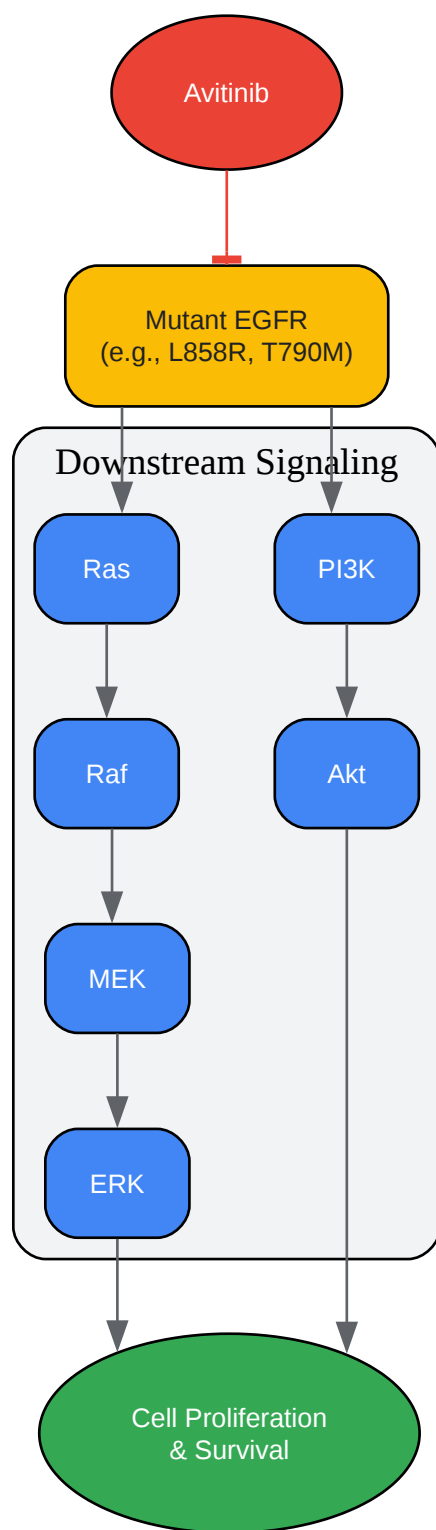 Avitinib
Mutant EGFR
(e.g., L858R, T790M)
Downstream Signaling
Ras
PI3K
Raf
Akt
MEK
ERK
Cell Proliferation
& Survival